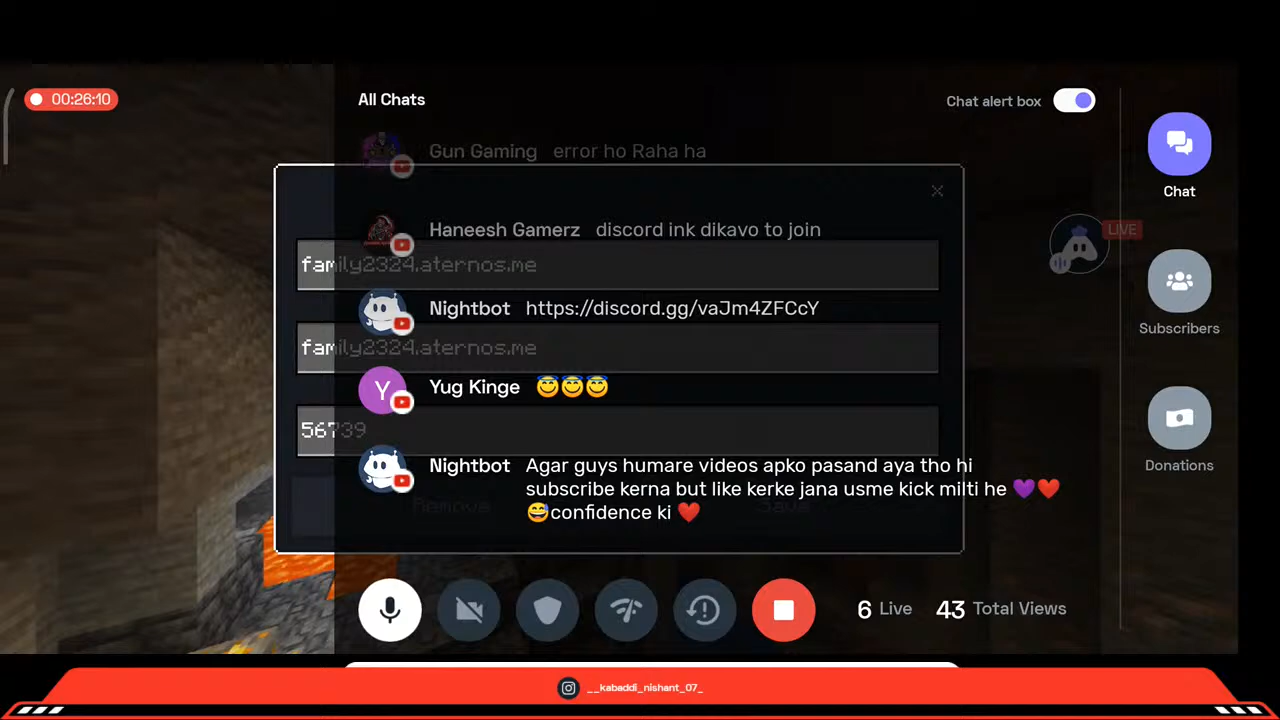 00:26:10
All Chats
Chat alert box
Gun Gaming error ho Raha ha
Chat
Haneesh Gamerz discord ink dikavo to join
LIVE
family2324.aternos.me
Nightbot https://discord.gg/vaJm4ZFCcY
Subscribers
family2324.aternos.me
Y Yug Kinge 😇😇😇
56739
Nightbot Agar guys humare videos apko pasand aya tho hi
subscribe kerna but like kerke jana usme kick milti he 💜❤️
😅confidence ki ❤️
Donations
Remove Save
6 Live 43 Total Views
__kabaddi_nishant_07_